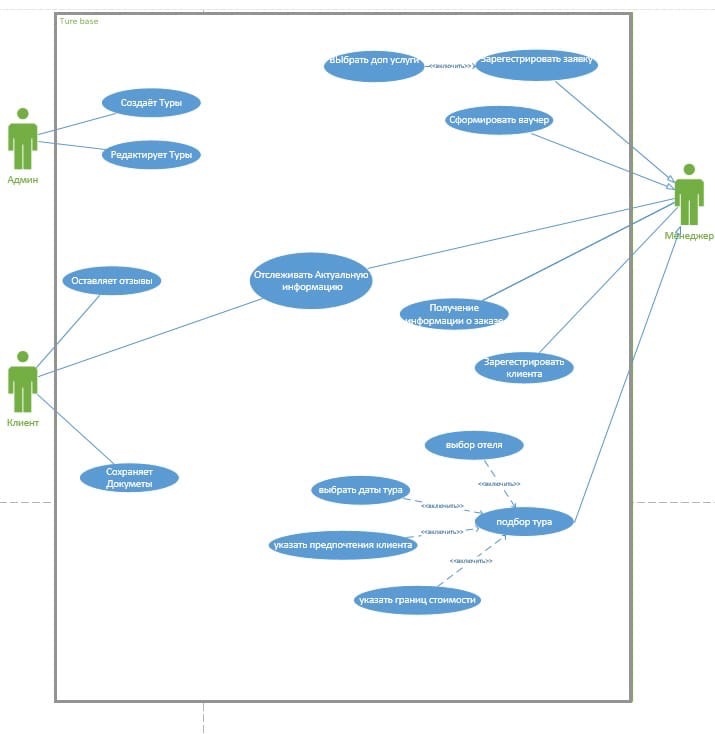 Ture base
ВЫбрать доп услуги
<<включить>>
Зарегестрировать заявку
Создаёт Туры
Сформировать ваучер
Редактирует Туры
Админ
Менеджер
Отслеживать Актуальную
информацию
Оставляет отзывы
Получение
информации о заказе
Зарегестрировать
клиента
Клиент
выбор отеля
Сохраняет
Докуметы
<<включить>>
выбрать даты тура
<<включить>>
подбор тура
<<включить>>
указать предпочтения клиента
<<включить>>
указать границ стоимости